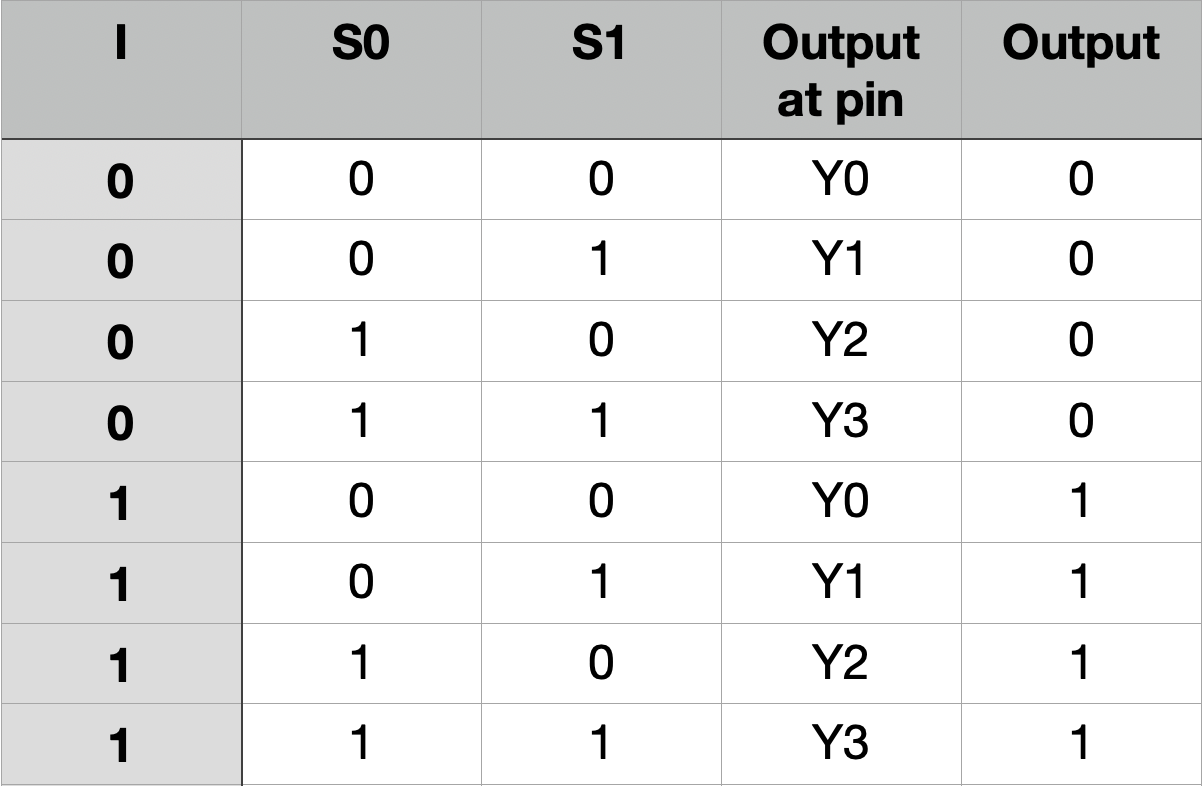 I S0 S1 Output at pin Output
0 0 0 Y0 0
0 0 1 Y1 0
0 1 0 Y2 0
0 1 1 Y3 0
1 0 0 Y0 1
1 0 1 Y1 1
1 1 0 Y2 1
1 1 1 Y3 1